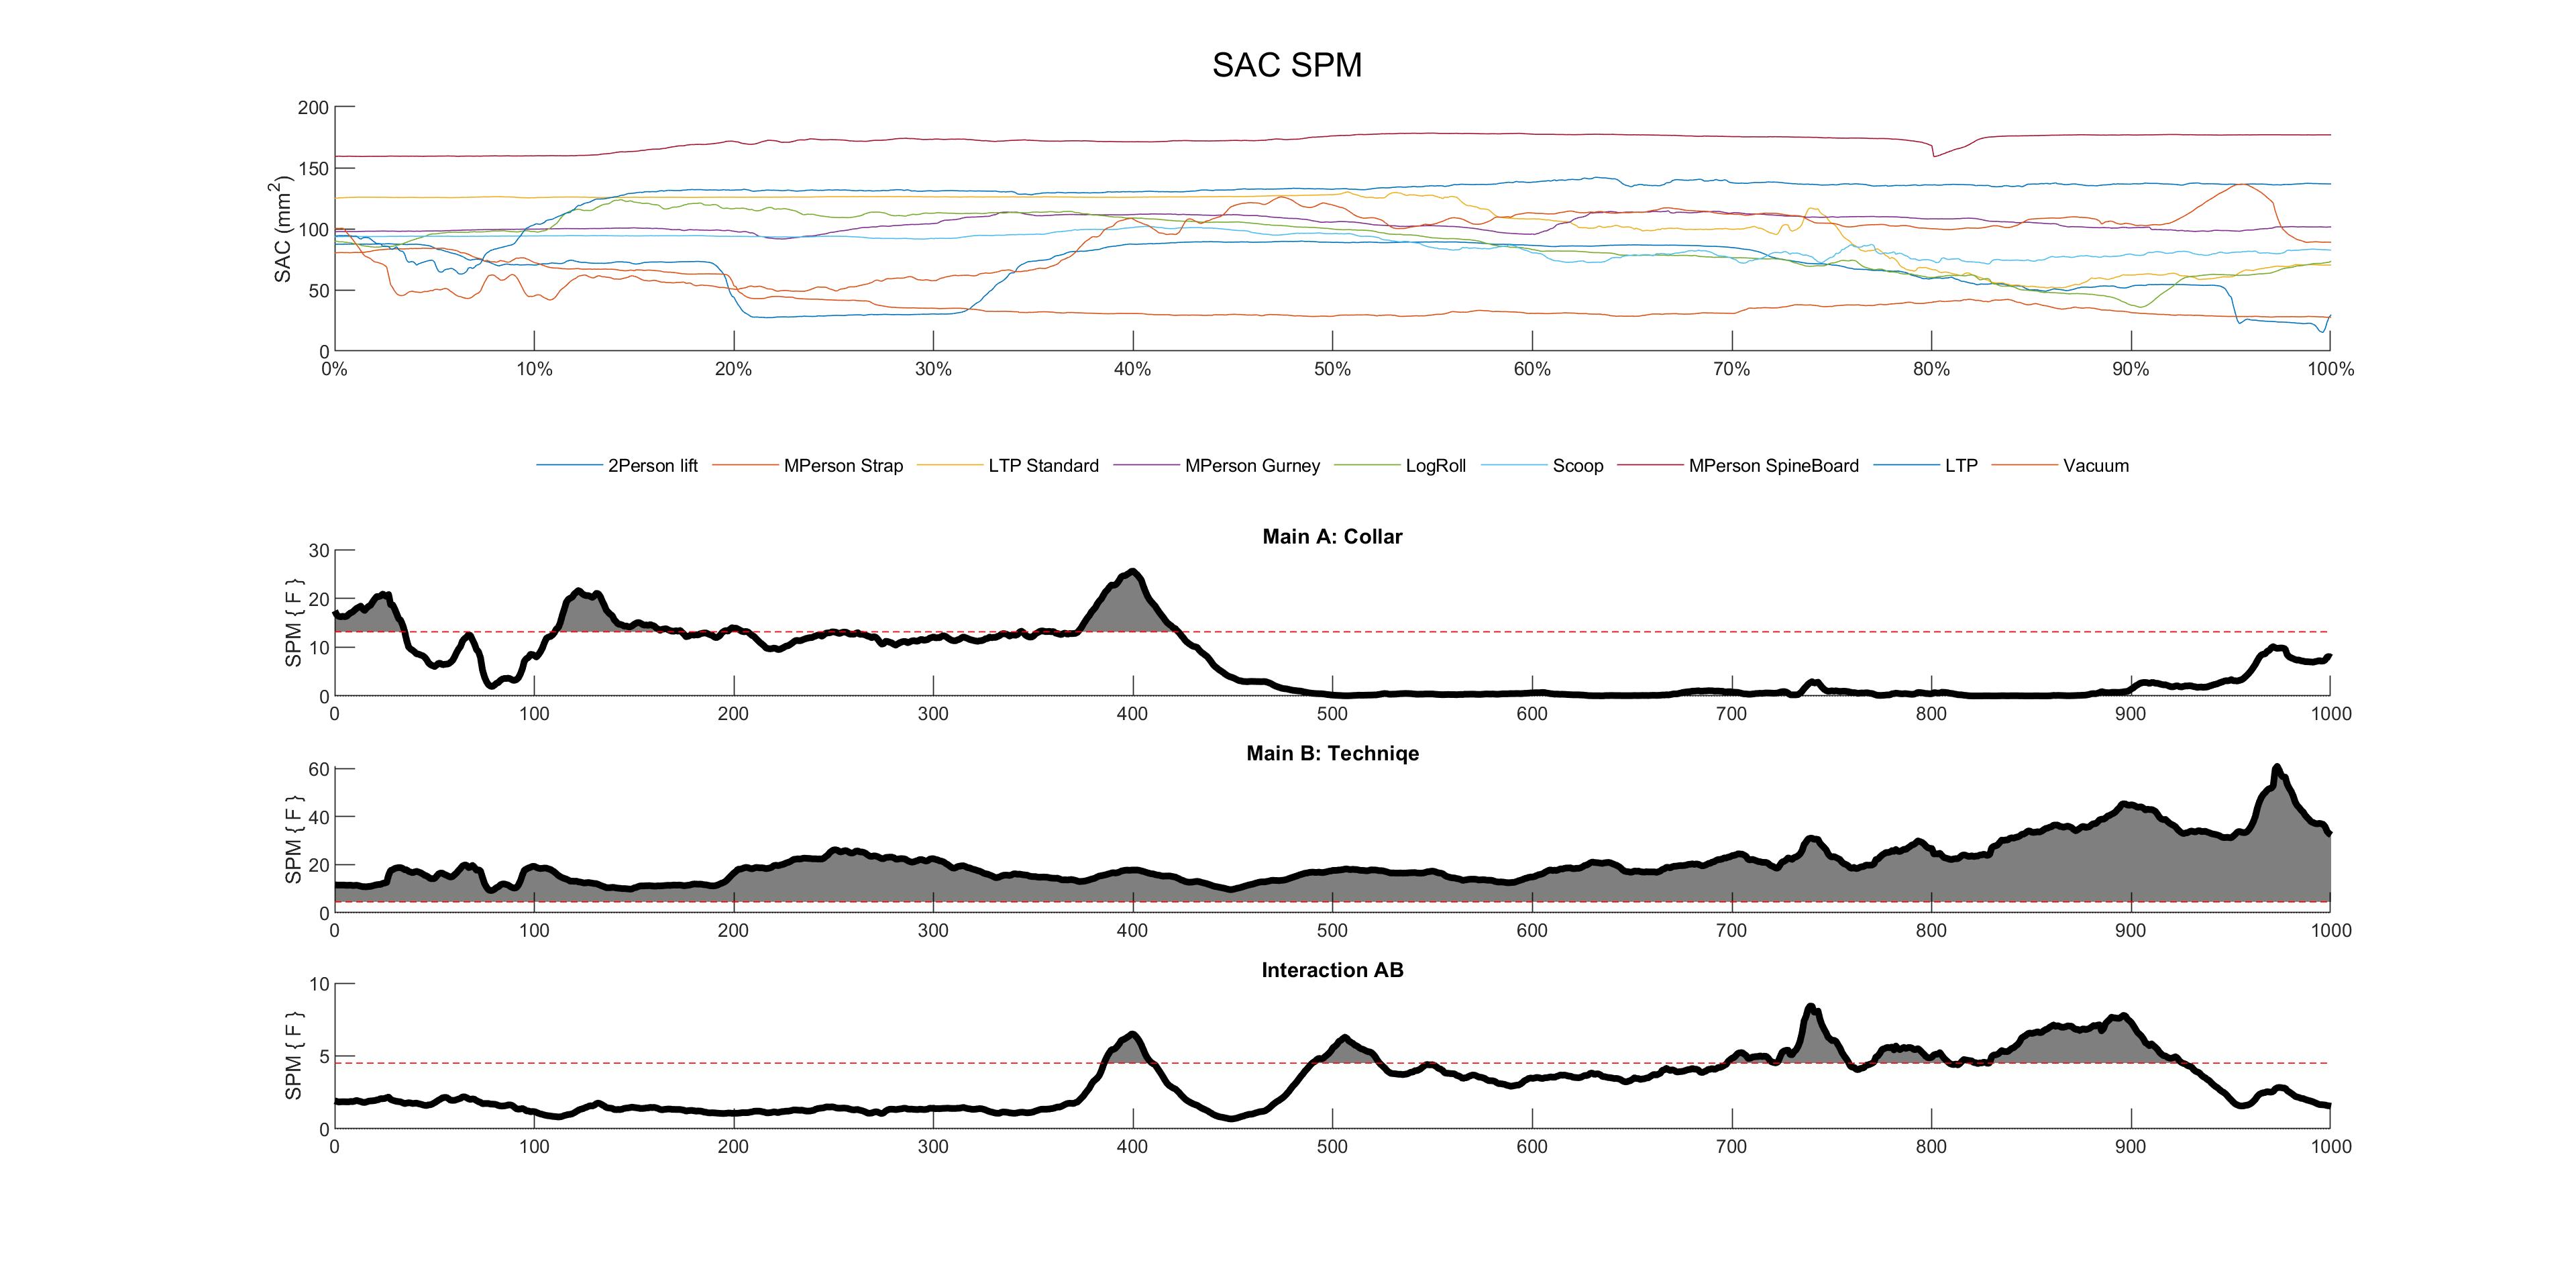 SAC SPM
200
150
100
50
0
SAC (mm2)
0% 10% 20% 30% 40% 50% 60% 70% 80% 90% 100%
2Person lift MPerson Strap LTP Standard MPerson Gurney LogRoll Scoop MPerson SpineBoard LTP Vacuum
Main A: Collar
30
20
10
0
SPM { F }
0 100 200 300 400 500 600 700 800 900 1000
Main B: Techniqe
60
40
20
0
SPM { F }
0 100 200 300 400 500 600 700 800 900 1000
Interaction AB
10
5
0
SPM { F }
0 100 200 300 400 500 600 700 800 900 1000